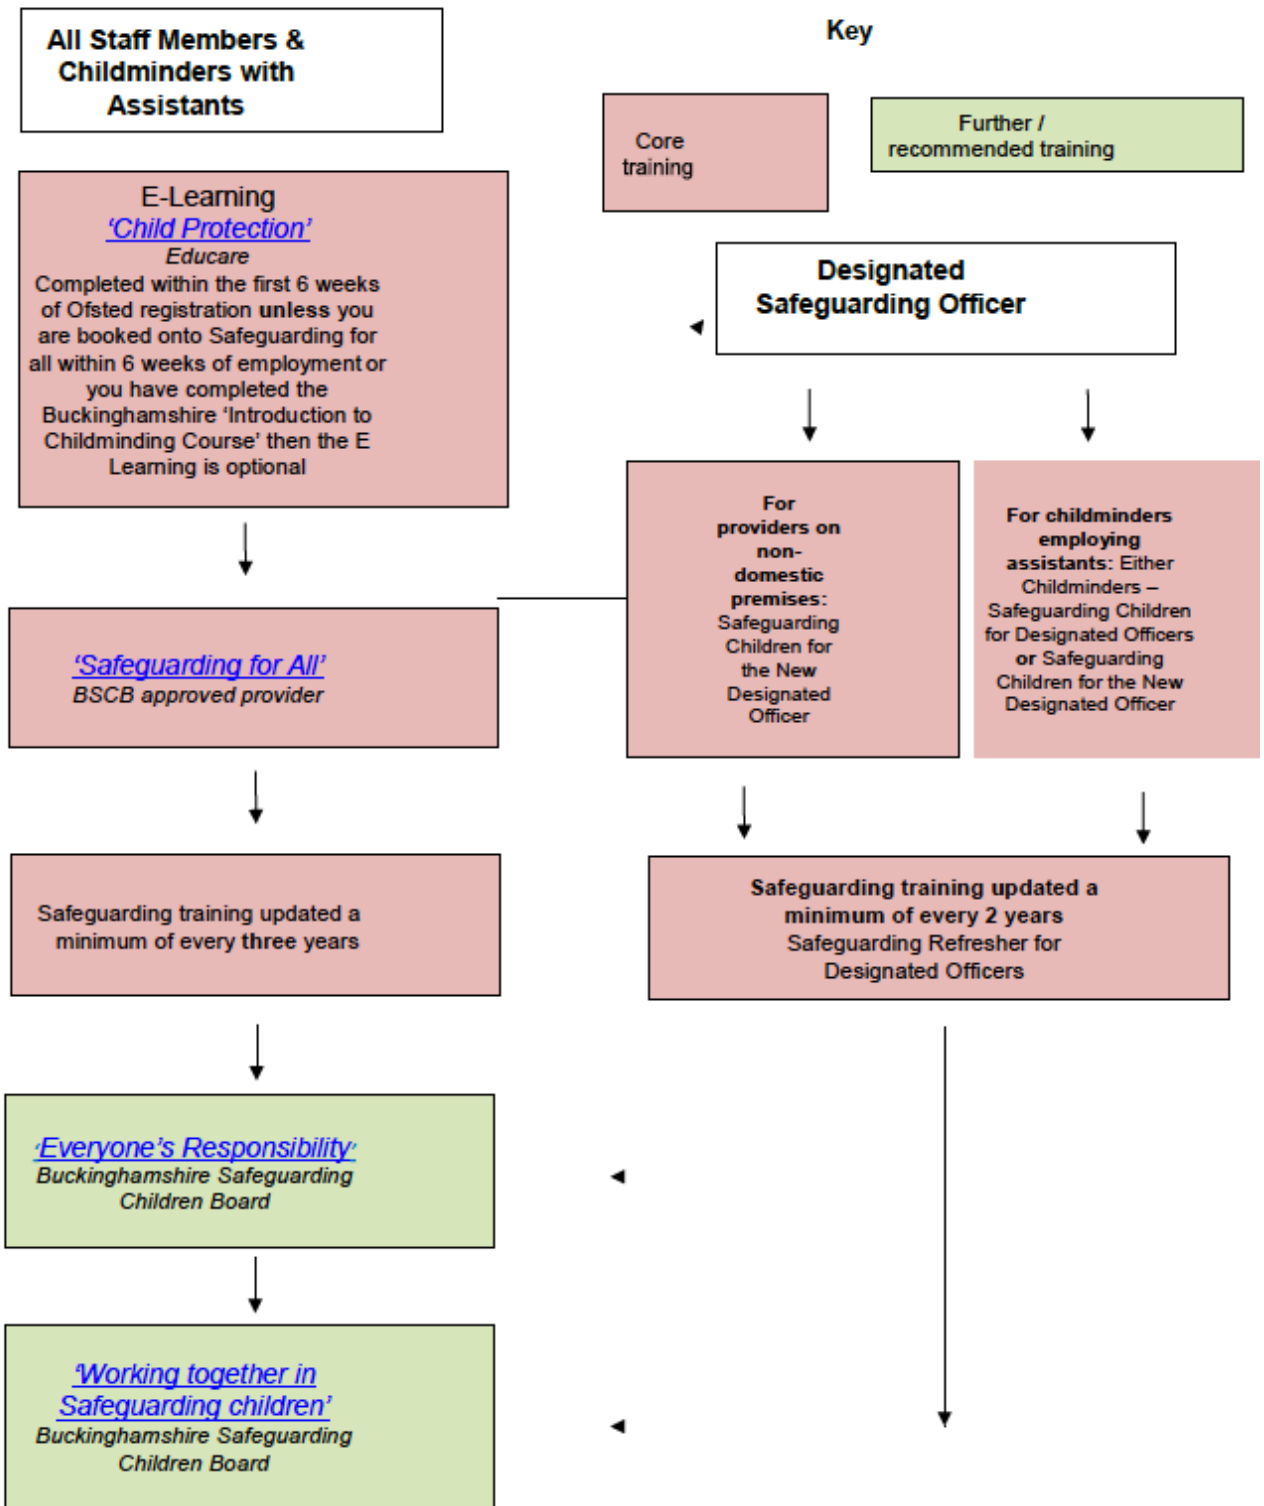 All Staff Members &
Childminders with
Assistants
Key
Core
training
Further /
recommended training
E-Learning
‘Child Protection’
Educare
Completed within the first 6 weeks
of Ofsted registration unless you
are booked onto Safeguarding for
all within 6 weeks of employment or
you have completed the
Buckinghamshire ‘Introduction to
Childminding Course’ then the E
Learning is optional
Designated
Safeguarding Officer
For
providers on
non-
domestic
premises:
Safeguarding
Children for
the New
Designated
Officer
For childminders
employing
assistants: Either
Childminders –
Safeguarding Children
for Designated Officers
or Safeguarding
Children for the New
Designated Officer
‘Safeguarding for All’
BSCB approved provider
Safeguarding training updated a
minimum of every three years
Safeguarding training updated a
minimum of every 2 years
Safeguarding Refresher for
Designated Officers
‘Everyone’s Responsibility’
Buckinghamshire Safeguarding
Children Board
‘Working together in
Safeguarding children’
Buckinghamshire Safeguarding
Children Board